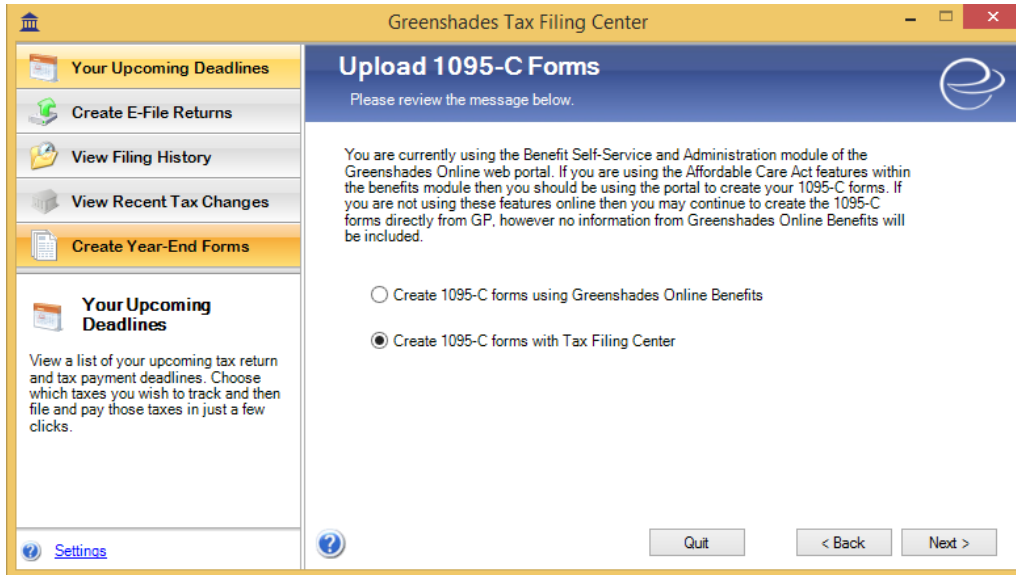 Greenshades Tax Filing Center
Your Upcoming Deadlines
Create E-File Returns
View Filing History
View Recent Tax Changes
Create Year-End Forms
Your Upcoming
Deadlines
View a list of your upcoming tax return
and tax payment deadlines. Choose
which taxes you wish to track and then
file and pay those taxes in just a few
clicks.
Settings
Upload 1095-C Forms
Please review the message below.
You are currently using the Benefit Self-Service and Administration module of the
Greenshades Online web portal. If you are using the Affordable Care Act features within
the benefits module then you should be using the portal to create your 1095-C forms. If
you are not using these features online then you may continue to create the 1095-C
forms directly from GP, however no information from Greenshades Online Benefits will
be included.
Create 1095-C forms using Greenshades Online Benefits
Create 1095-C forms with Tax Filing Center
Quit
< Back
Next >